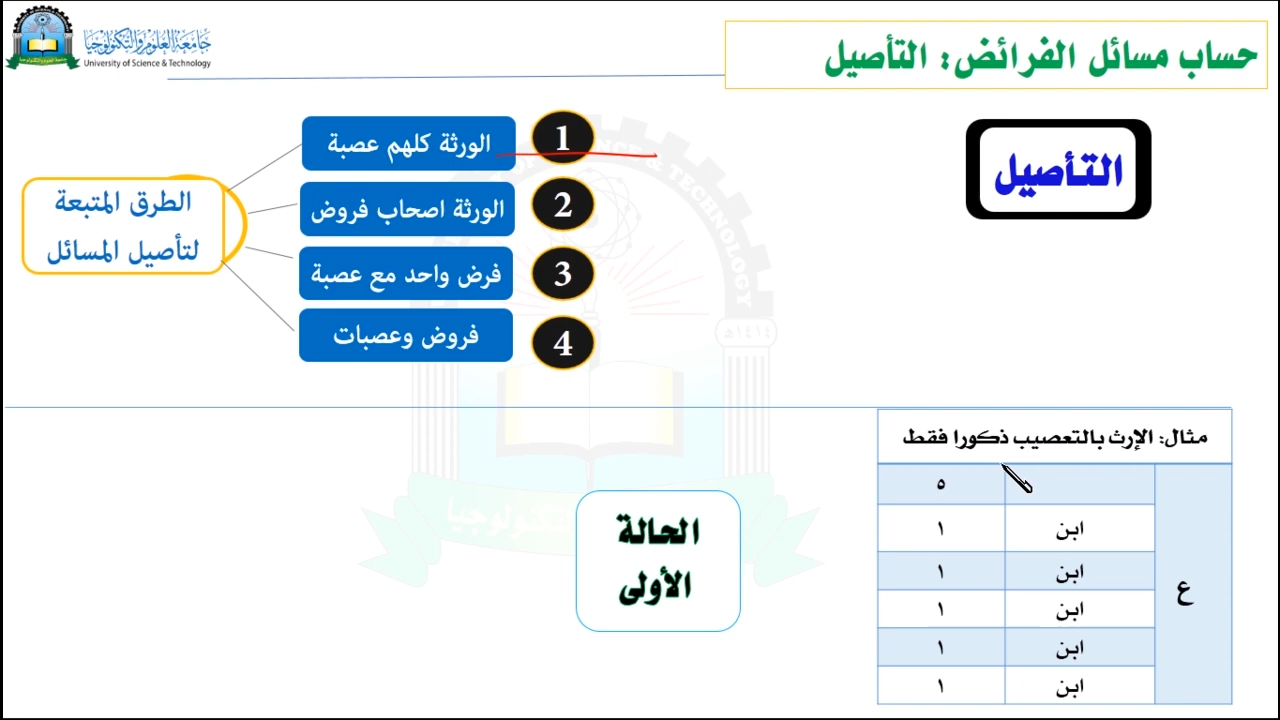 حساب مسائل الفرائض: التأصيل
جامعة العلوم والتكنولوجيا
University of Science & Technology
التأصيل
الطرق المتبعة
لتأصيل المسائل
1 الورثة كلهم عصبة
2 الورثة اصحاب فروض
3 فرض واحد مع عصبة
4 فروض وعصبات
الحالة
الأولى
مثال: الإرث بالتعصيب ذكورا فقط
٥
ع
ابن ١
ابن ١
ابن ١
ابن ١
ابن ١